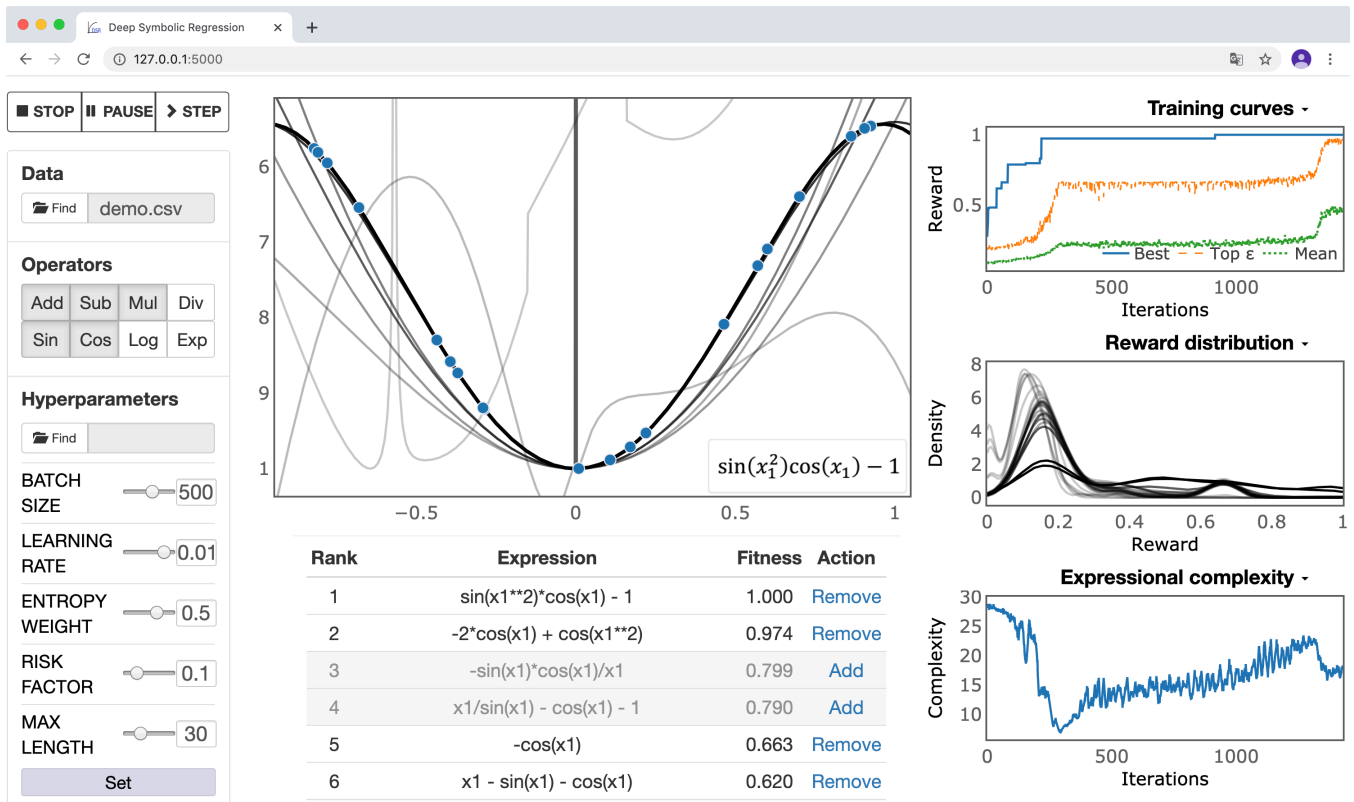 Deep Symbolic Regression
127.0.0.1:5000
STOP PAUSE STEP
Data
Find demo.csv
Operators
Add Sub Mul Div
Sin Cos Log Exp
Hyperparameters
Find
BATCH SIZE 500
LEARNING RATE 0.01
ENTROPY WEIGHT 0.5
RISK FACTOR 0.1
MAX LENGTH 30
Set
6
7
8
9
1
−0.5 0 0.5 1
sin(x₁²)cos(x₁) − 1
Rank Expression Fitness Action
1 sin(x1**2)*cos(x1) - 1 1.000 Remove
2 -2*cos(x1) + cos(x1**2) 0.974 Remove
3 -sin(x1)*cos(x1)/x1 0.799 Add
4 x1/sin(x1) - cos(x1) - 1 0.790 Add
5 -cos(x1) 0.663 Remove
6 x1 - sin(x1) - cos(x1) 0.620 Remove
Training curves
Reward
1
0.5
Best Top ε Mean
0 500 1000
Iterations
Reward distribution
Density
8
6
4
2
0
0 0.2 0.4 0.6 0.8 1
Reward
Expressional complexity
Complexity
30
25
20
15
10
0 500 1000
Iterations